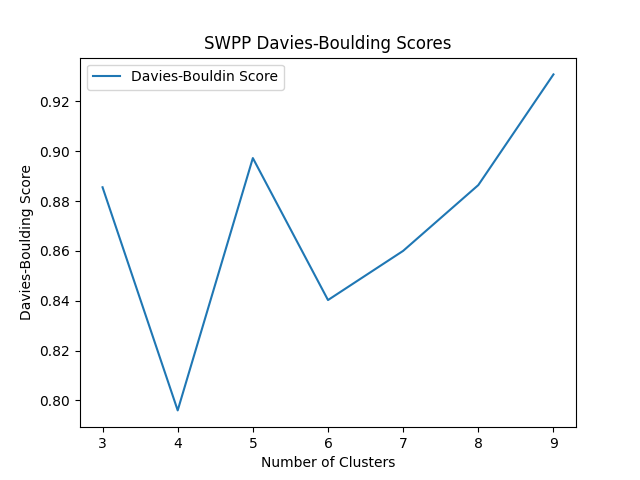 SWPP Davies-Boulding Scores
Davies-Bouldin Score
Davies-Boulding Score
0.92
0.90
0.88
0.86
0.84
0.82
0.80
3 4 5 6 7 8 9
Number of Clusters